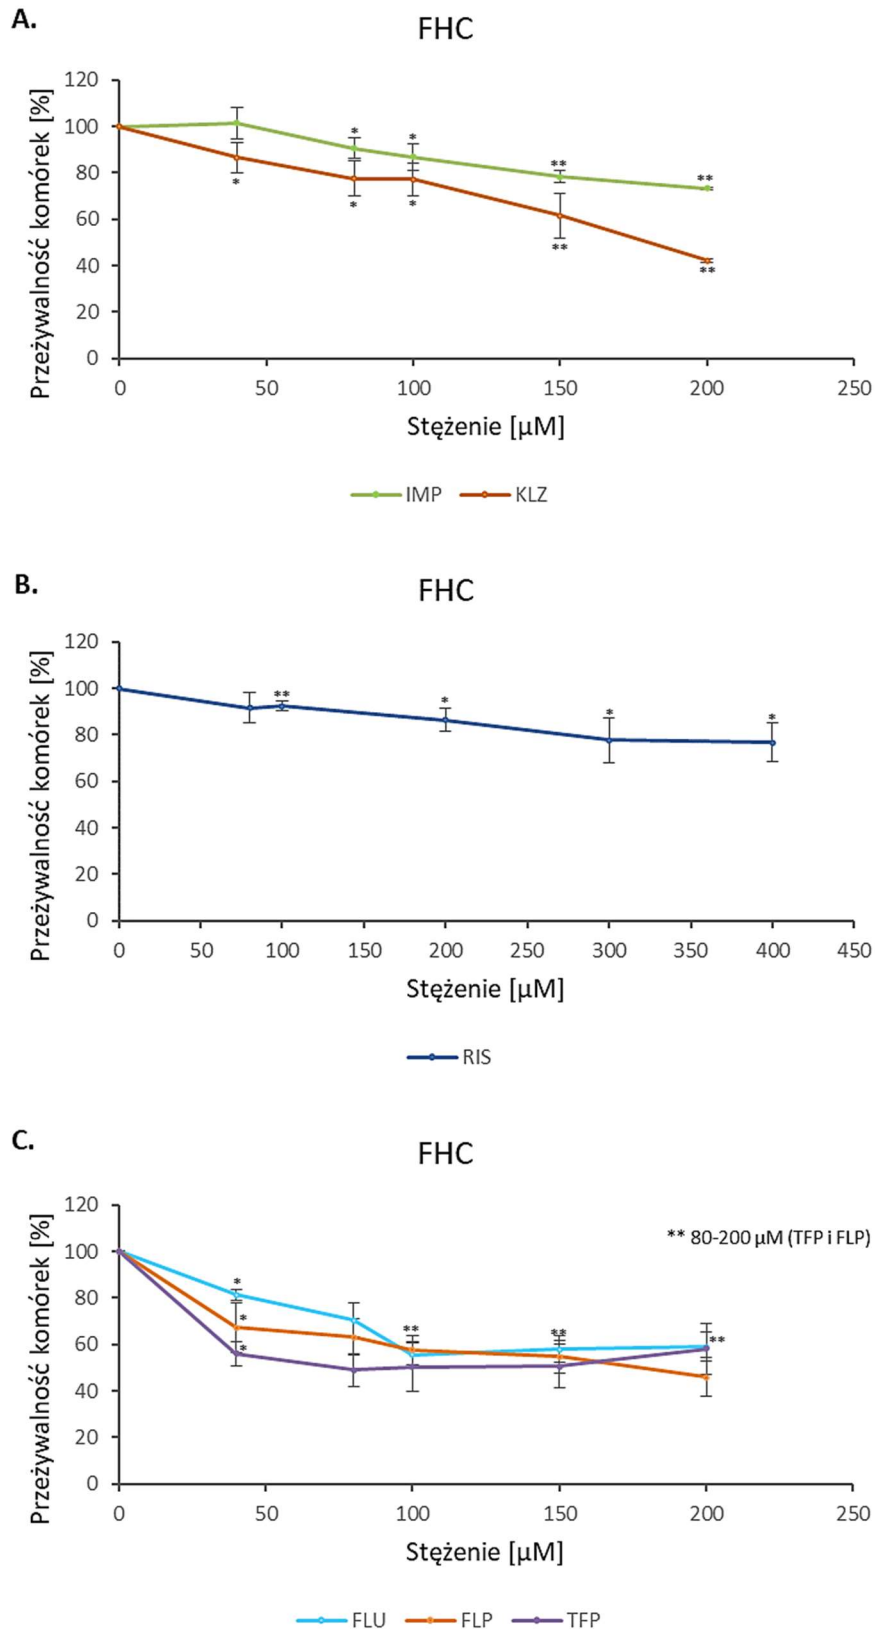 A.
FHC
Przeżywalność komórek [%]
120
100
80
60
40
20
0
* * ** **
* * * ** **
0 50 100 150 200 250
Stężenie [µM]
IMP KLZ
B.
FHC
Przeżywalność komórek [%]
120
100
80
60
40
20
0
** * * *
0 50 100 150 200 250 300 350 400 450
Stężenie [µM]
RIS
C.
FHC
Przeżywalność komórek [%]
120
100
80
60
40
20
0
** 80-200 µM (TFP i FLP)
* ** ** **
*
*
0 50 100 150 200 250
Stężenie [µM]
FLU FLP TFP